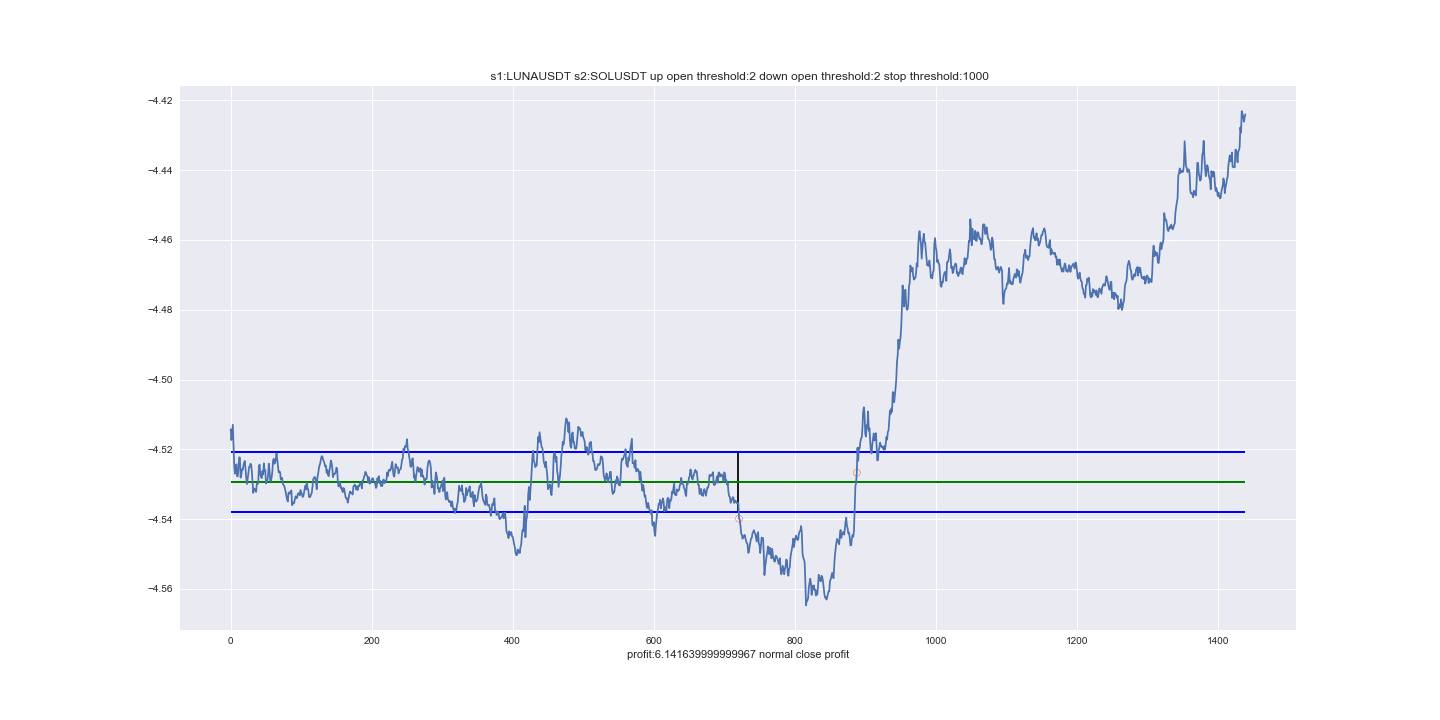 s1:LUNAUSDT s2:SOLUSDT up open threshold:2 down open threshold:2 stop threshold:1000
−4.42
−4.44
−4.46
−4.48
−4.50
−4.52
−4.54
−4.56
0 200 400 600 800 1000 1200 1400
profit:6.141639999999967 normal close profit